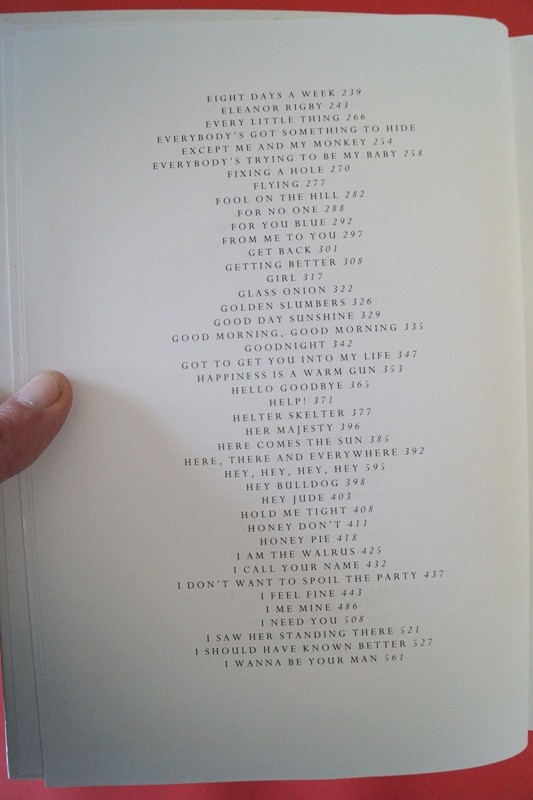 EIGHT DAYS A WEEK 239
ELEANOR RIGBY 243
EVERY LITTLE THING 266
EVERYBODY'S GOT SOMETHING TO HIDE
EXCEPT ME AND MY MONKEY 254
EVERYBODY'S TRYING TO BE MY BABY 258
FIXING A HOLE 270
FLYING 277
FOOL ON THE HILL 282
FOR NO ONE 288
FOR YOU BLUE 292
FROM ME TO YOU 297
GET BACK 301
GETTING BETTER 308
GIRL 317
GLASS ONION 322
GOLDEN SLUMBERS 326
GOOD DAY SUNSHINE 329
GOOD MORNING, GOOD MORNING 335
GOODNIGHT 342
GOT TO GET YOU INTO MY LIFE 347
HAPPINESS IS A WARM GUN 353
HELLO GOODBYE 365
HELP! 371
HELTER SKELTER 377
HER MAJESTY 396
HERE COMES THE SUN 385
HERE, THERE AND EVERYWHERE 392
HEY, HEY, HEY, HEY 595
HEY BULLDOG 398
HEY JUDE 403
HOLD ME TIGHT 408
HONEY DON'T 411
HONEY PIE 418
I AM THE WALRUS 425
I CALL YOUR NAME 432
I DON'T WANT TO SPOIL THE PARTY 437
I FEEL FINE 443
I ME MINE 486
I NEED YOU 508
I SAW HER STANDING THERE 521
I SHOULD HAVE KNOWN BETTER 527
I WANNA BE YOUR MAN 561